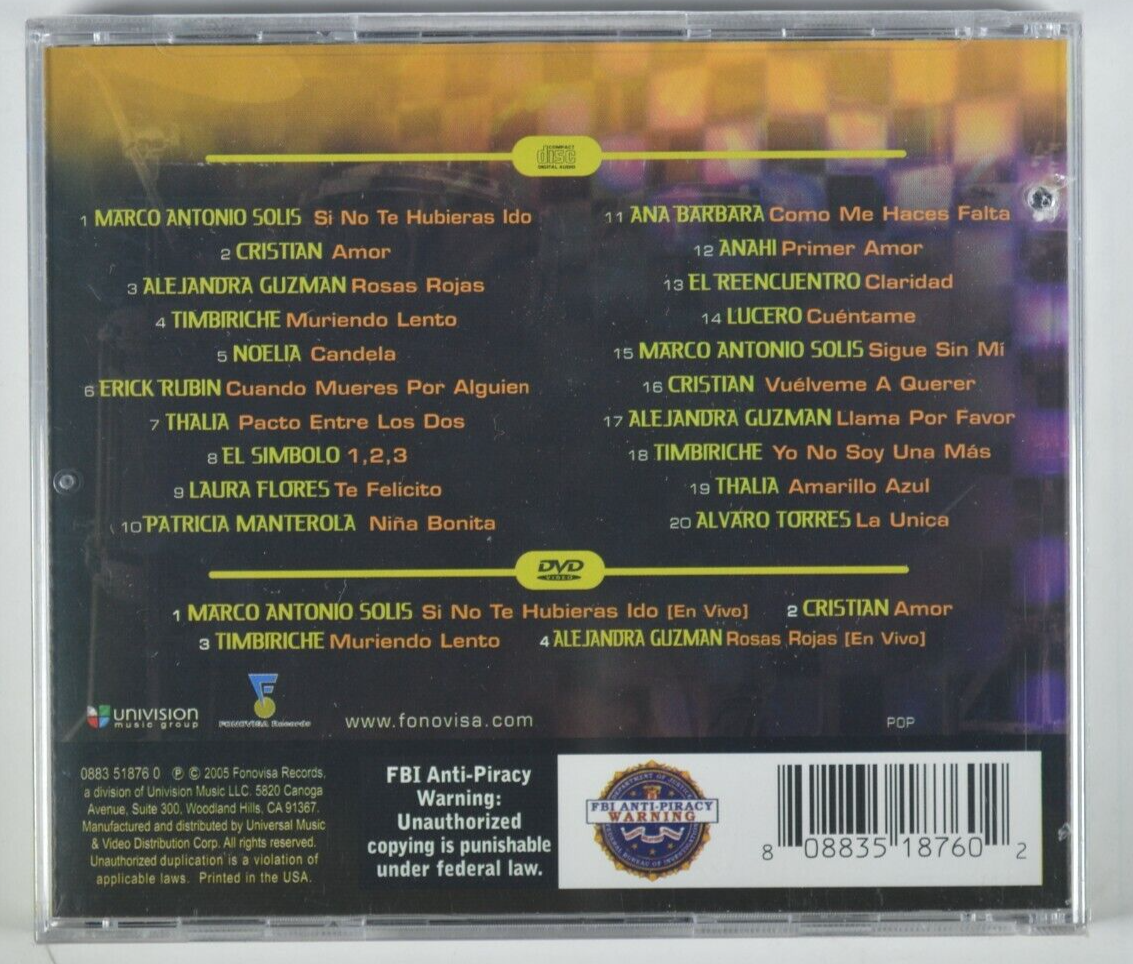 COMPACT
disc
DIGITAL AUDIO
1 MARCO ANTONIO SOLIS Si No Te Hubieras Ido
2 CRISTIAN Amor
3 ALEJANDRA GUZMAN Rosas Rojas
4 TIMBIRICHE Muriendo Lento
5 NOELIA Candela
6 ERICK RUBIN Cuando Mueres Por Alguien
7 THALIA Pacto Entre Los Dos
8 EL SIMBOLO 1,2,3
9 LAURA FLORES Te Felicito
10 PATRICIA MANTEROLA Niña Bonita
11 ANA BARBARA Como Me Haces Falta
12 ANAHI Primer Amor
13 EL REENCUENTRO Claridad
14 LUCERO Cuéntame
15 MARCO ANTONIO SOLIS Sigue Sin Mí
16 CRISTIAN Vuélveme A Querer
17 ALEJANDRA GUZMAN Llama Por Favor
18 TIMBIRICHE Yo No Soy Una Más
19 THALIA Amarillo Azul
20 ALVARO TORRES La Unica
DVD
VIDEO
1 MARCO ANTONIO SOLIS Si No Te Hubieras Ido [En Vivo] 2 CRISTIAN Amor
3 TIMBIRICHE Muriendo Lento 4 ALEJANDRA GUZMAN Rosas Rojas [En Vivo]
UNIVISION
music group
FONOVISA Records
www.fonovisa.com
POP
0883 51876 0 ℗ © 2005 Fonovisa Records,
a division of Univision Music LLC. 5820 Canoga
Avenue, Suite 300, Woodland Hills, CA 91367.
Manufactured and distributed by Universal Music
& Video Distribution Corp. All rights reserved.
Unauthorized duplication is a violation of
applicable laws. Printed in the USA.
FBI Anti-Piracy
Warning:
Unauthorized
copying is punishable
under federal law.
DEPARTMENT OF JUSTICE
FBI ANTI-PIRACY
WARNING
FEDERAL BUREAU OF INVESTIGATION
8 08835 18760 2